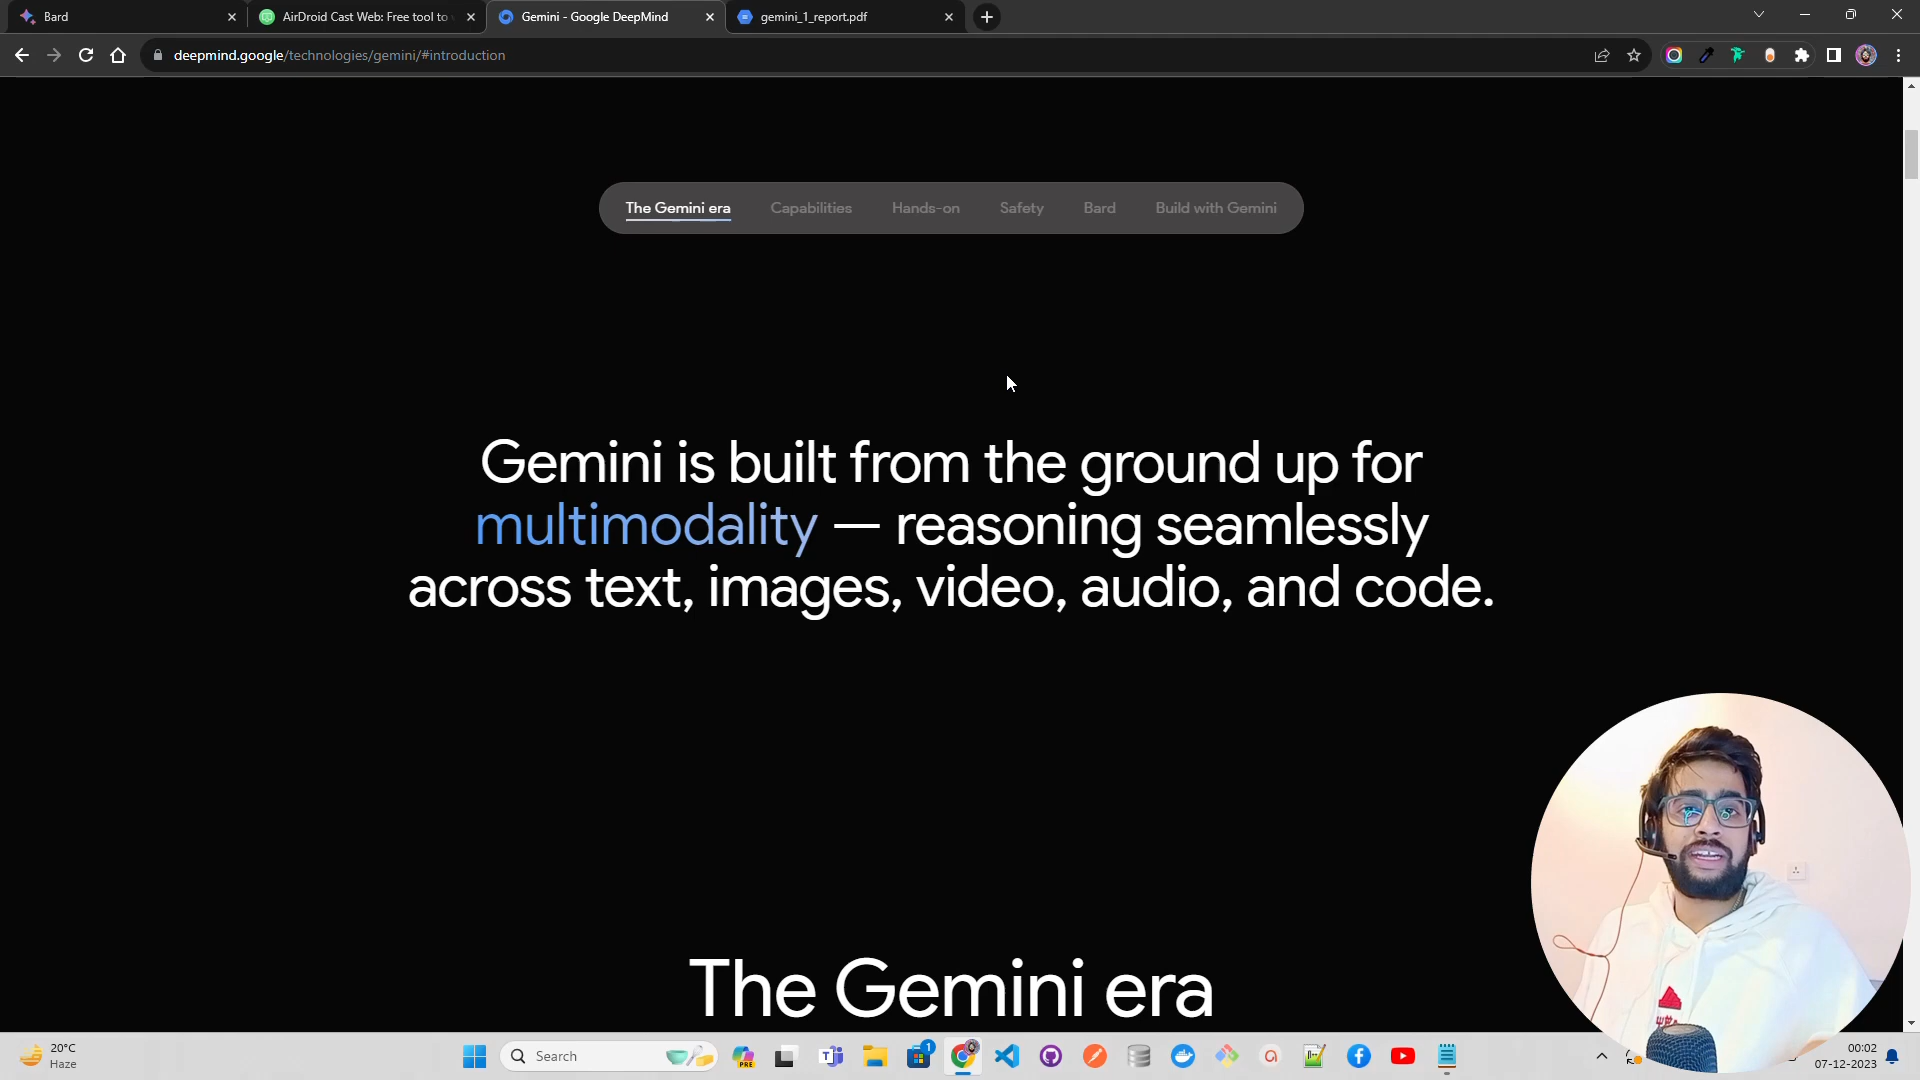 Bard
AirDroid Cast Web: Free tool to
Gemini - Google DeepMind
gemini_1_report.pdf
deepmind.google/technologies/gemini/#introduction
The Gemini era
Capabilities
Hands-on
Safety
Bard
Build with Gemini
Gemini is built from the ground up for
multimodality — reasoning seamlessly
across text, images, video, audio, and code.
The Gemini era
20°C
Haze
Search
PRE
1
00:02
07-12-2023